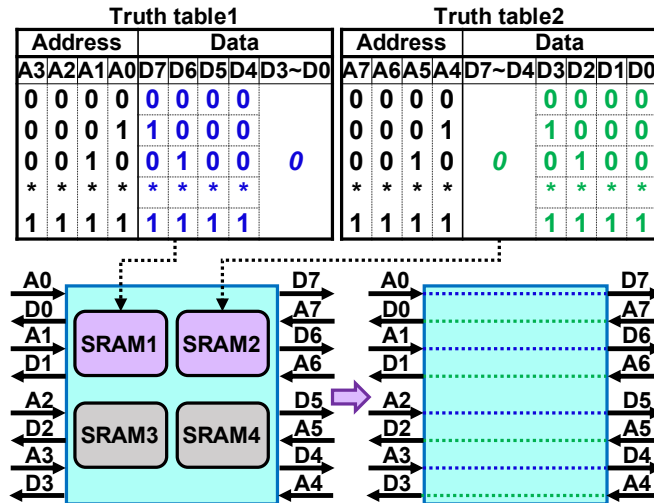 Truth table1 Truth table2
Address Data Address Data
A3 A2 A1 A0 D7 D6 D5 D4 D3~D0 A7 A6 A5 A4 D7~D4 D3 D2 D1 D0
0 0 0 0 0 0 0 0 0 0 0 0 0 0 0 0
0 0 0 1 1 0 0 0 0 0 0 1 1 0 0 0
0 0 1 0 0 1 0 0 0 0 0 1 0 0 0 1 0 0
* * * * * * * * * * * * * * * *
1 1 1 1 1 1 1 1 1 1 1 1 1 1 1 1
A0 D7 A0 D7
D0 A7 D0 A7
A1 SRAM1 SRAM2 D6 A1 D6
D1 A6 D1 A6
A2 D5 A2 D5
D2 SRAM3 SRAM4 A5 D2 A5
A3 D4 A3 D4
D3 A4 D3 A4